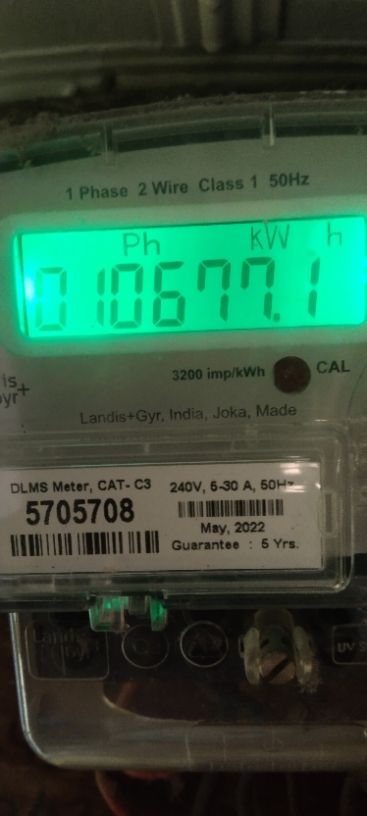 1 Phase 2 Wire Class 1 50Hz
Ph KW h
010677.1
3200 imp/kWh CAL
Landis+Gyr, India, Joka, Made
DLMS Meter, CAT- C3 240V, 5-30 A, 50Hz
5705708
May, 2022
Guarantee : 5 Yrs.